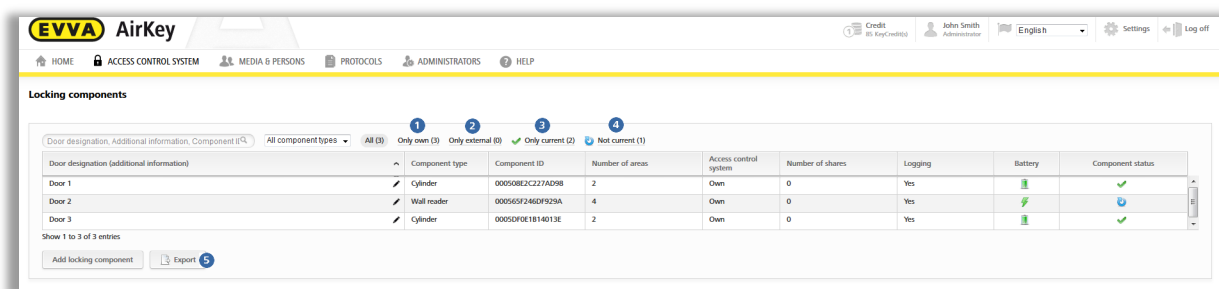 EVVA AirKey
Credit
115 KeyCredit(s)
John Smith
Administrator
English
Settings
Log off
HOME ACCESS CONTROL SYSTEM MEDIA & PERSONS PROTOCOLS ADMINISTRATORS HELP
Locking components
1 2 3 4
Door designation, Additional information, Component ID All component types All (3) Only own (3) Only external (0) Only current (2) Not current (1)
Door designation (additional information) Component type Component ID Number of areas Access control system Number of shares Logging Battery Component status
Door 1 Cylinder 000508E2C227AD98 2 Own 0 Yes
Door 2 Wall reader 000565F246DF929A 4 Own 0 Yes
Door 3 Cylinder 0005DF0E1B14013E 2 Own 0 Yes
Show 1 to 3 of 3 entries
Add locking component Export 5